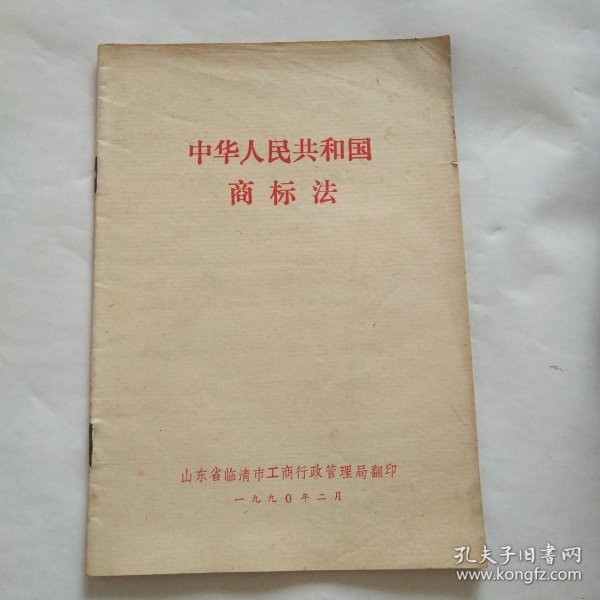 中华人民共和国
商标法
山东省临清市工商行政管理局翻印
一九九0年二月
孔夫子旧书网
www.kongfz.com